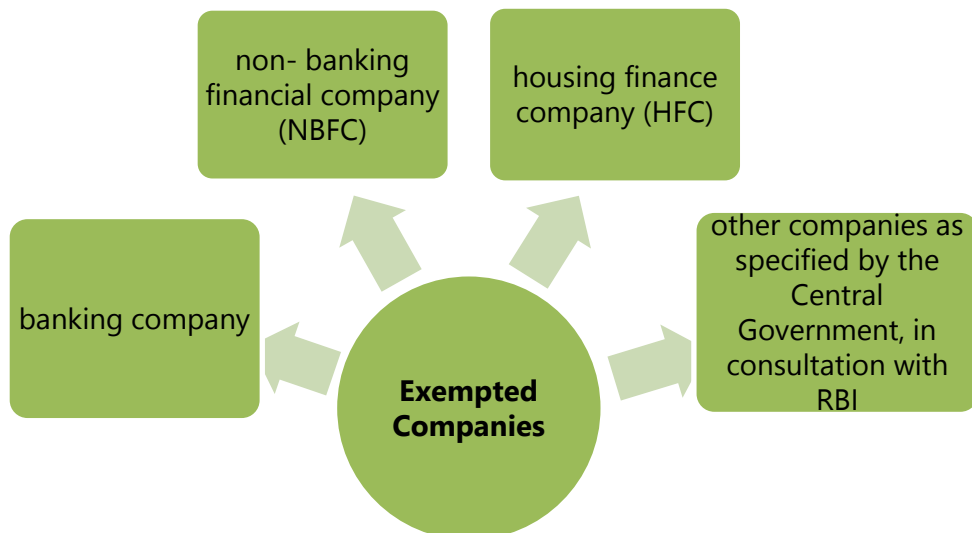 non- banking
financial company
(NBFC)
housing finance
company (HFC)
banking company
other companies as
specified by the
Central
Government, in
consultation with
RBI
Exempted
Companies